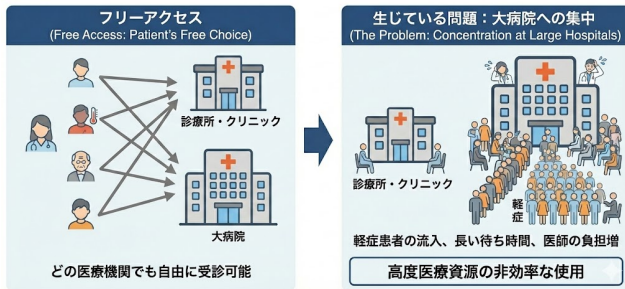 フリーアクセス
(Free Access: Patient's Free Choice)
診療所・クリニック
大病院
どの医療機関でも自由に受診可能
生じている問題：大病院への集中
(The Problem: Concentration at Large Hospitals)
診療所・クリニック
軽症
軽症患者の流入、長い待ち時間、医師の負担増
高度医療資源の非効率な使用